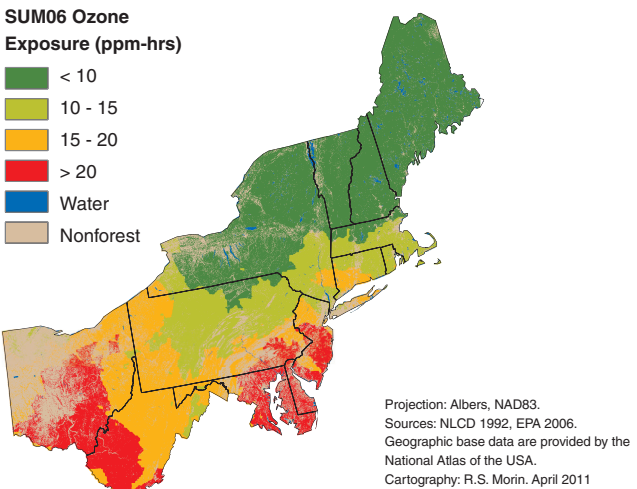 SUM06 Ozone
Exposure (ppm-hrs)
< 10
10 - 15
15 - 20
> 20
Water
Nonforest
Projection: Albers, NAD83.
Sources: NLCD 1992, EPA 2006.
Geographic base data are provided by the
National Atlas of the USA.
Cartography: R.S. Morin. April 2011